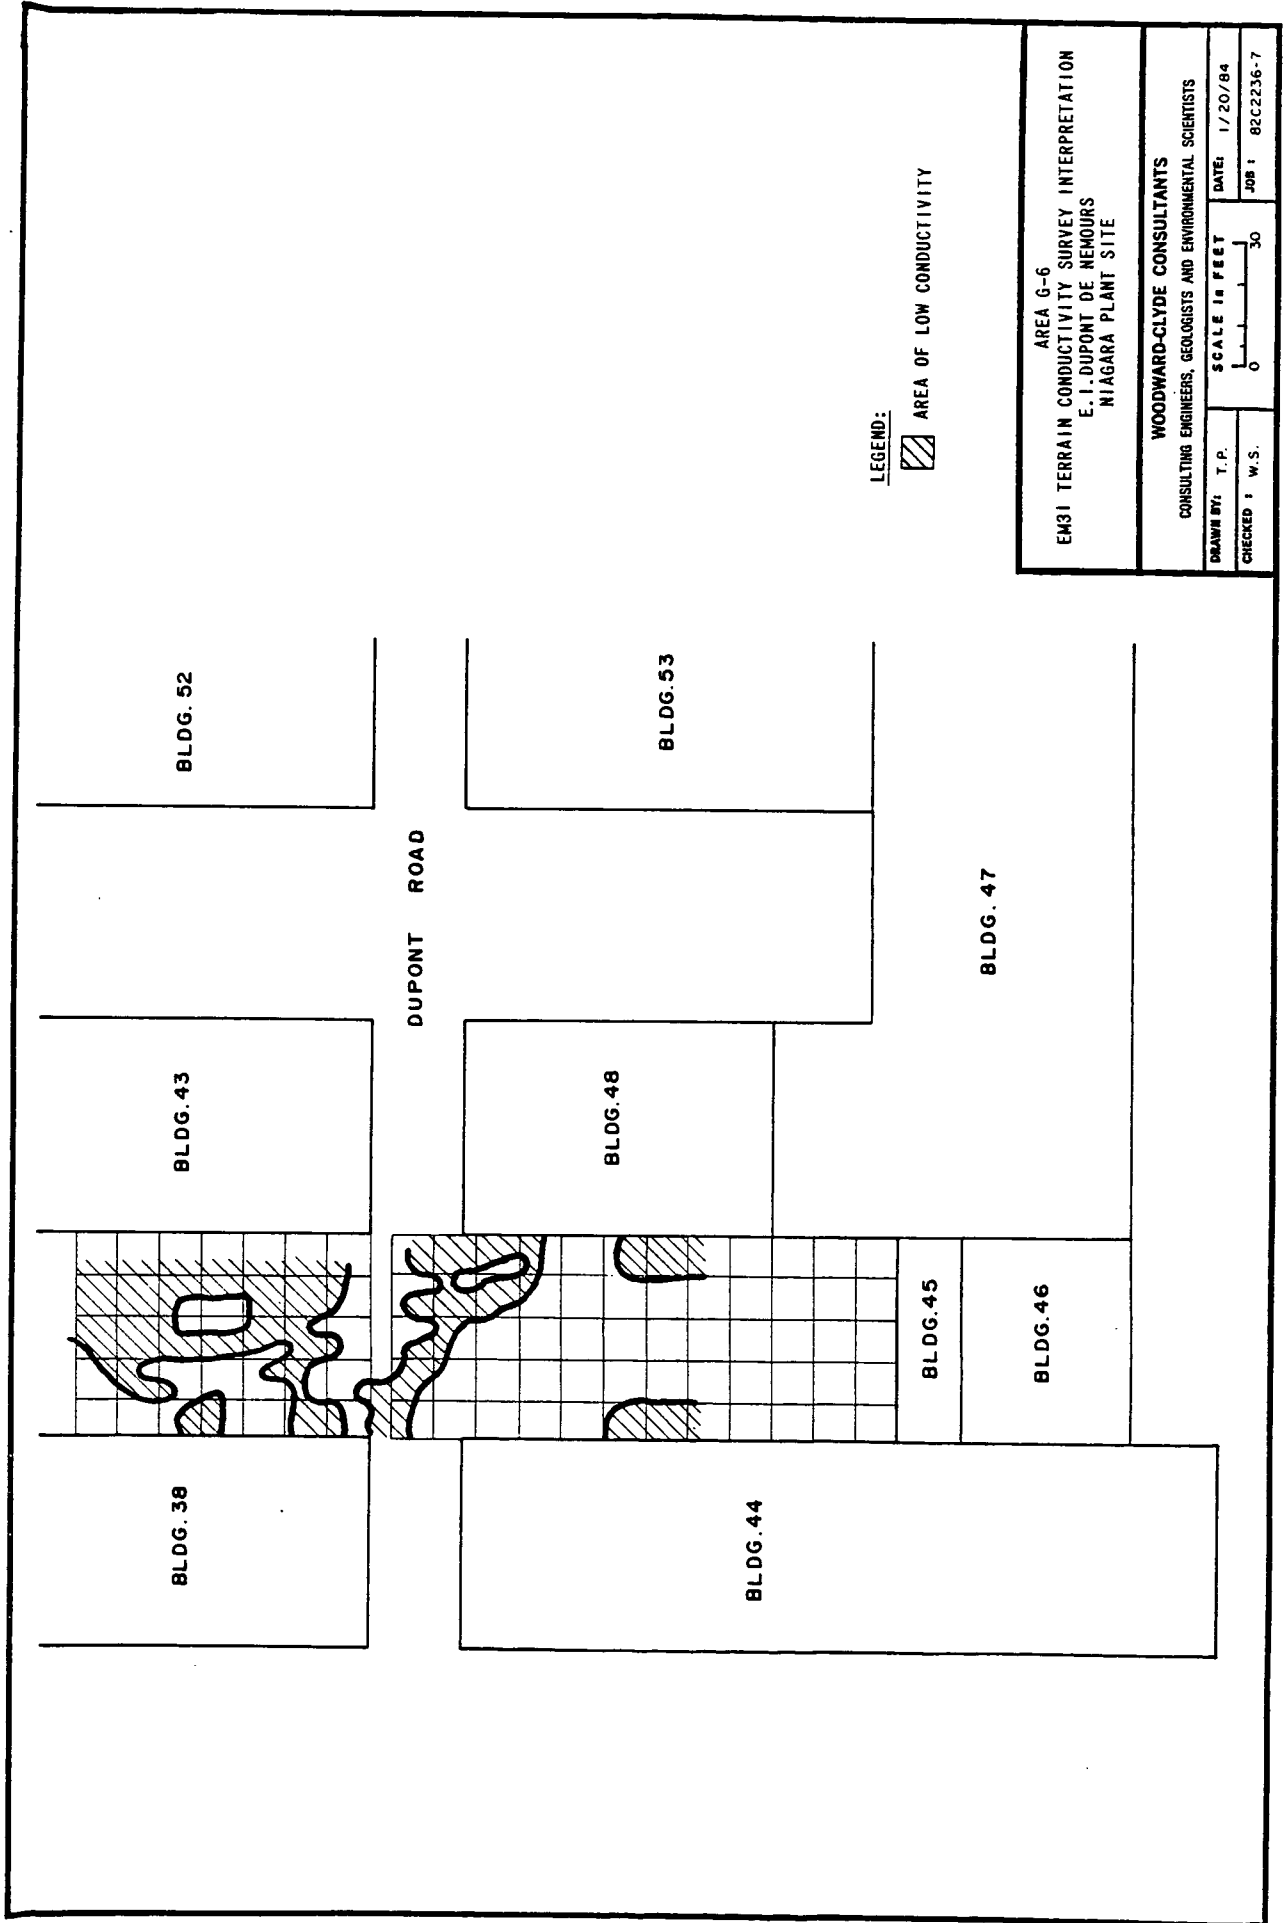 BLDG. 38
BLDG. 43
BLDG. 52
DUPONT ROAD
BLDG. 44
BLDG. 48
BLDG. 53
BLDG. 45
BLDG. 46
BLDG. 47
LEGEND:
AREA OF LOW CONDUCTIVITY
AREA G-6
EM31 TERRAIN CONDUCTIVITY SURVEY INTERPRETATION
E. I. DUPONT DE NEMOURS
NIAGARA PLANT SITE
WOODWARD-CLYDE CONSULTANTS
CONSULTING ENGINEERS, GEOLOGISTS AND ENVIRONMENTAL SCIENTISTS
DRAWN BY: T.P.
SCALE In FEET
DATE: 1/20/84
CHECKED : W.S.
0 30
JOB : 82C2236-7